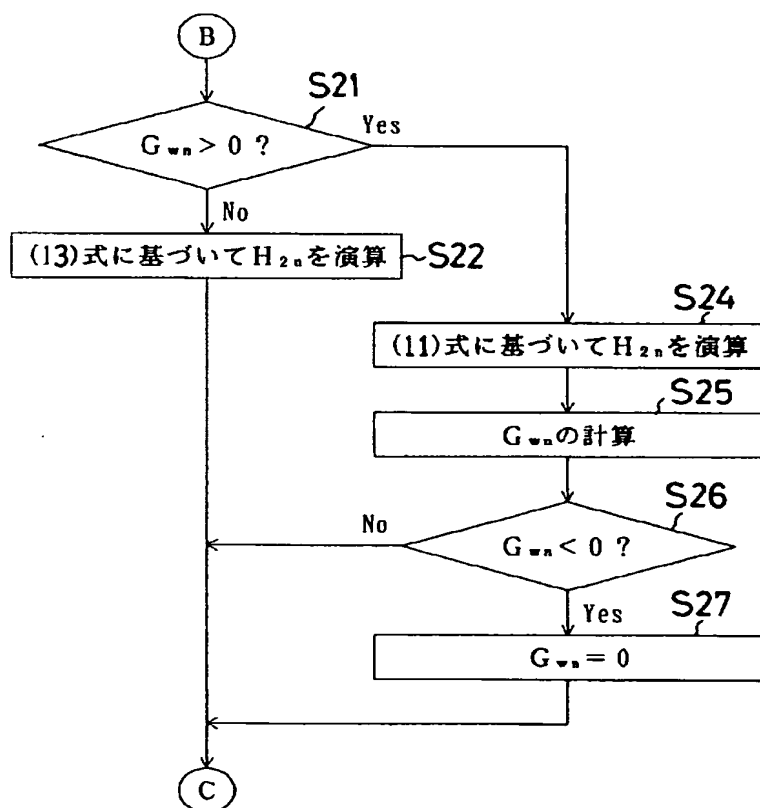 B
S21
Gwn > 0 ?
Yes
No
(13)式に基づいてH2nを演算
S22
S24
(11)式に基づいてH2nを演算
S25
Gwnの計算
S26
Gwn < 0 ?
No
Yes
S27
Gwn = 0
C